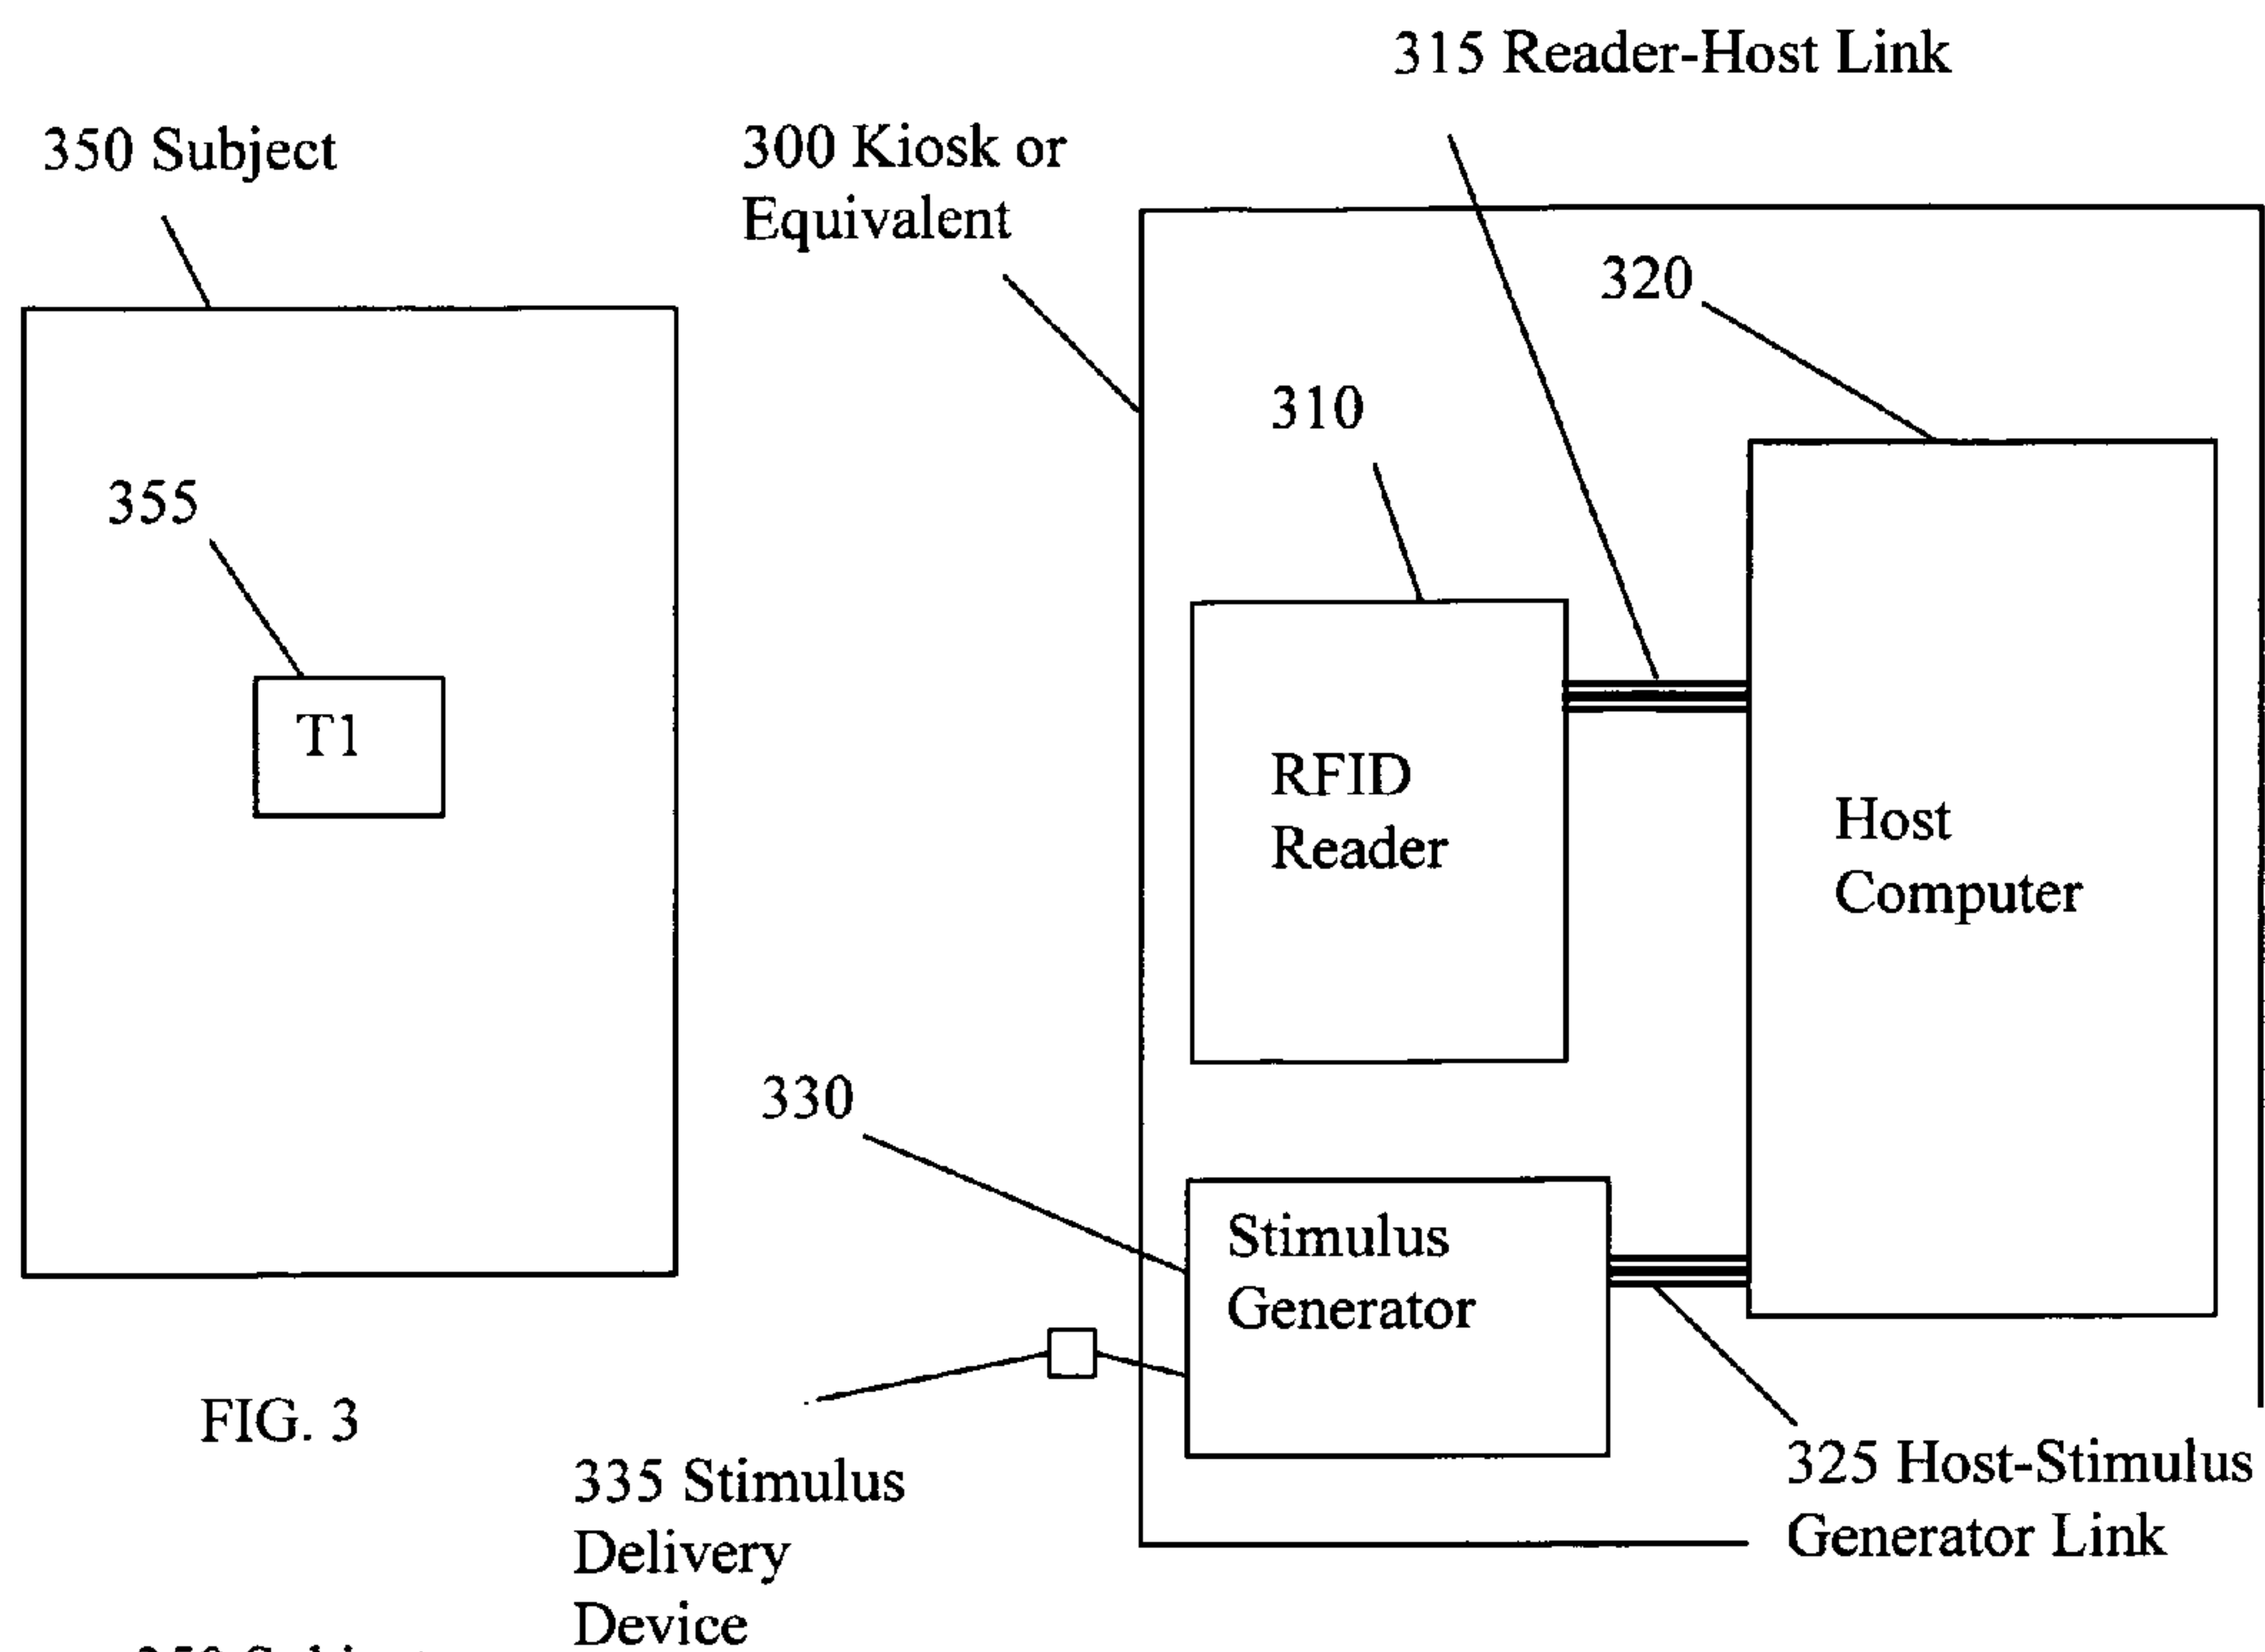 315 Reader-Host Link
350 Subject
300 Kiosk or
Equivalent
320
310
355
T1
RFID
Reader
Host
Computer
330
Stimulus
Generator
FIG. 3
335 Stimulus
Delivery
Device
325 Host-Stimulus
Generator Link